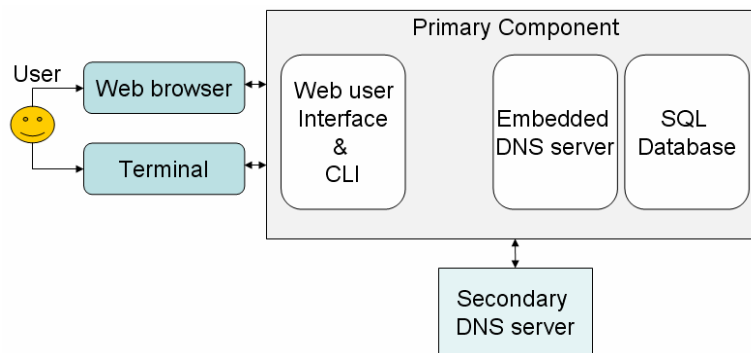 Primary Component
User
Web browser
Terminal
Web user
Interface
&
CLI
Embedded
DNS server
SQL
Database
Secondary
DNS server